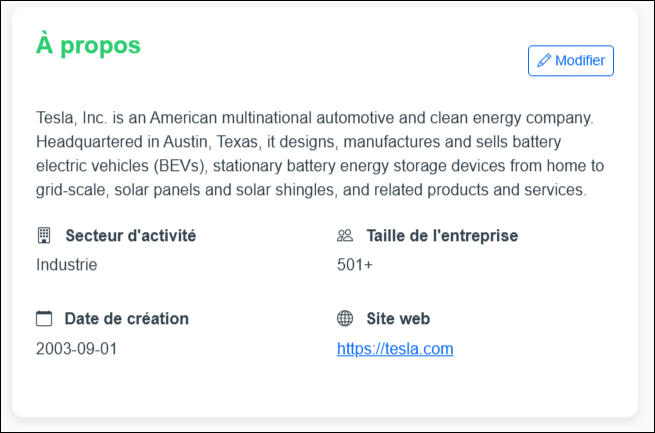 À propos
Modifier
Tesla, Inc. is an American multinational automotive and clean energy company.
Headquartered in Austin, Texas, it designs, manufactures and sells battery
electric vehicles (BEVs), stationary battery energy storage devices from home to
grid-scale, solar panels and solar shingles, and related products and services.
Secteur d'activité
Industrie
Taille de l'entreprise
501+
Date de création
2003-09-01
Site web
https://tesla.com